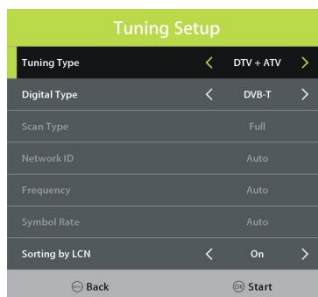 Tuning Setup
Tuning Type < DTV + ATV >
Digital Type < DVB-T >
Scan Type Full
Network ID Auto
Frequency Auto
Symbol Rate Auto
Sorting by LCN < On >
Back OK Start